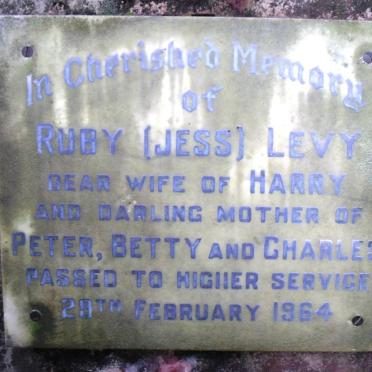 In Cherished Memory
of
RUBY (JESS) LEVY
DEAR WIFE OF HARRY
AND DARLING MOTHER OF
PETER, BETTY AND CHARLES
PASSED TO HIGHER SERVICE
29TH FEBRUARY 1964